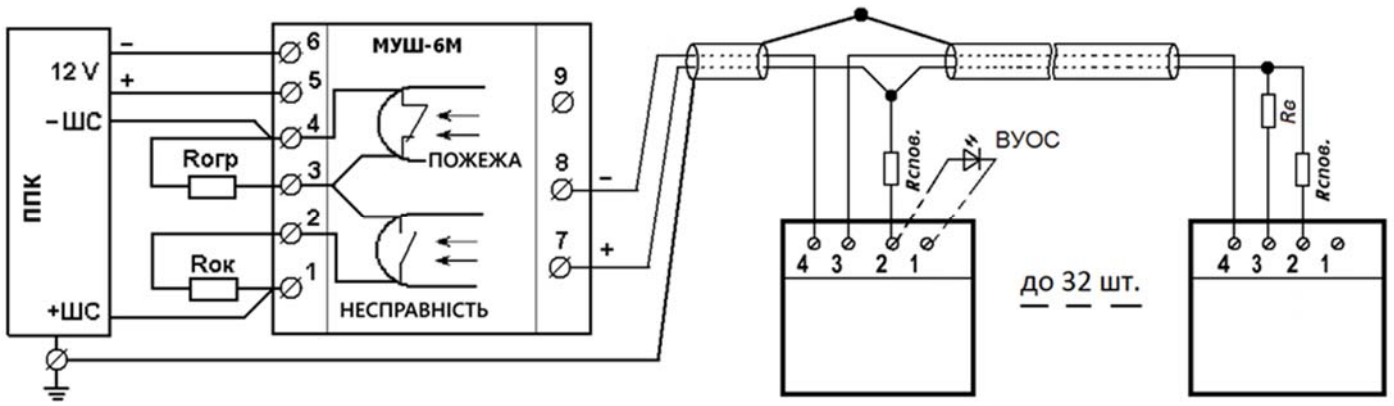 ППК
12 V
−
+
−ШС
+ШС
Rогр
Rок
МУШ-6М
6
5
4
3
2
1
ПОЖЕЖА
НЕСПРАВНІСТЬ
9
8
7
−
+
Rспов.
ВУОС
4 3 2 1
до 32 шт.
Rв
Rспов.
4 3 2 1